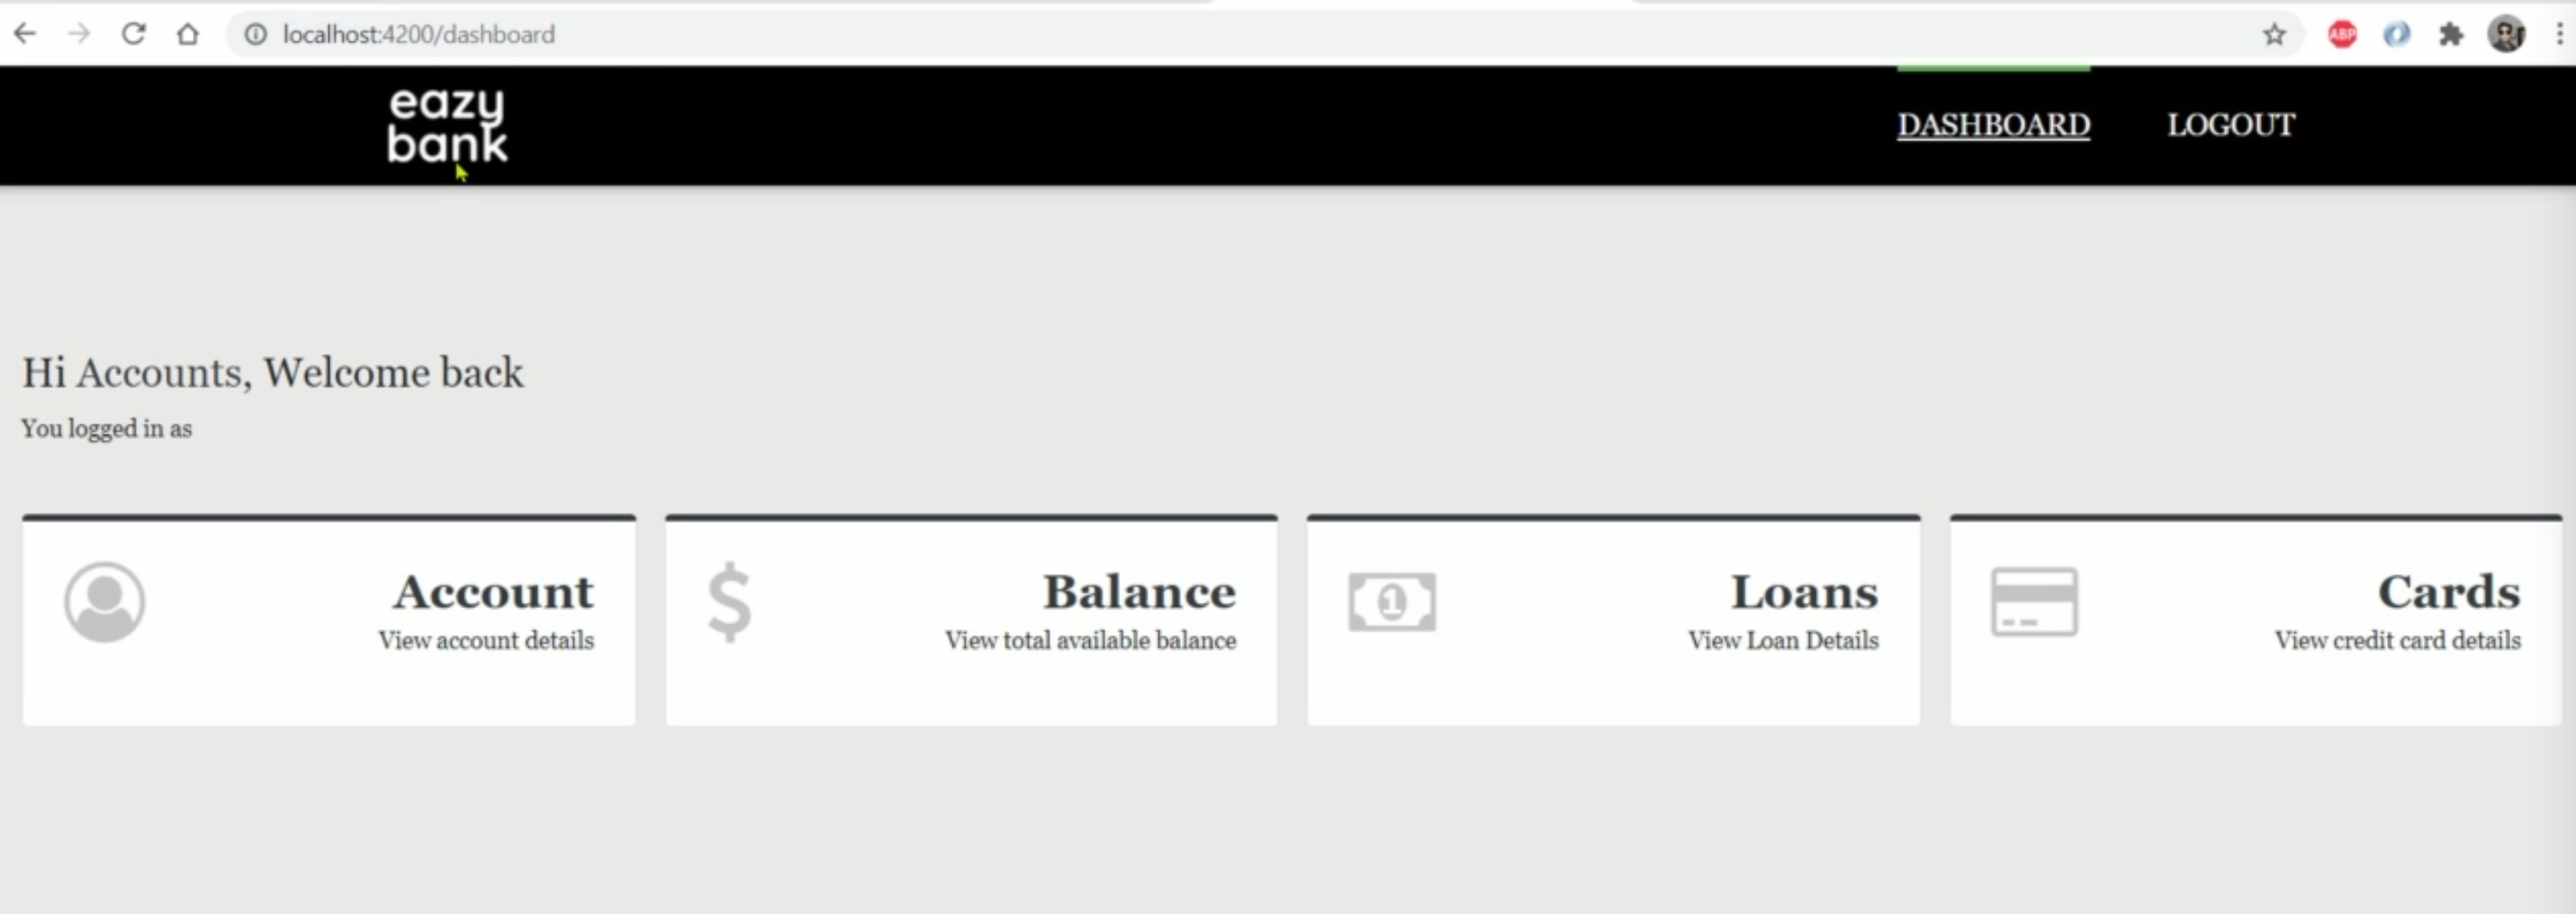 localhost:4200/dashboard
ABP
eazy
bank
DASHBOARD
LOGOUT
Hi Accounts, Welcome back
You logged in as
Account
View account details
Balance
View total available balance
1
Loans
View Loan Details
Cards
View credit card details